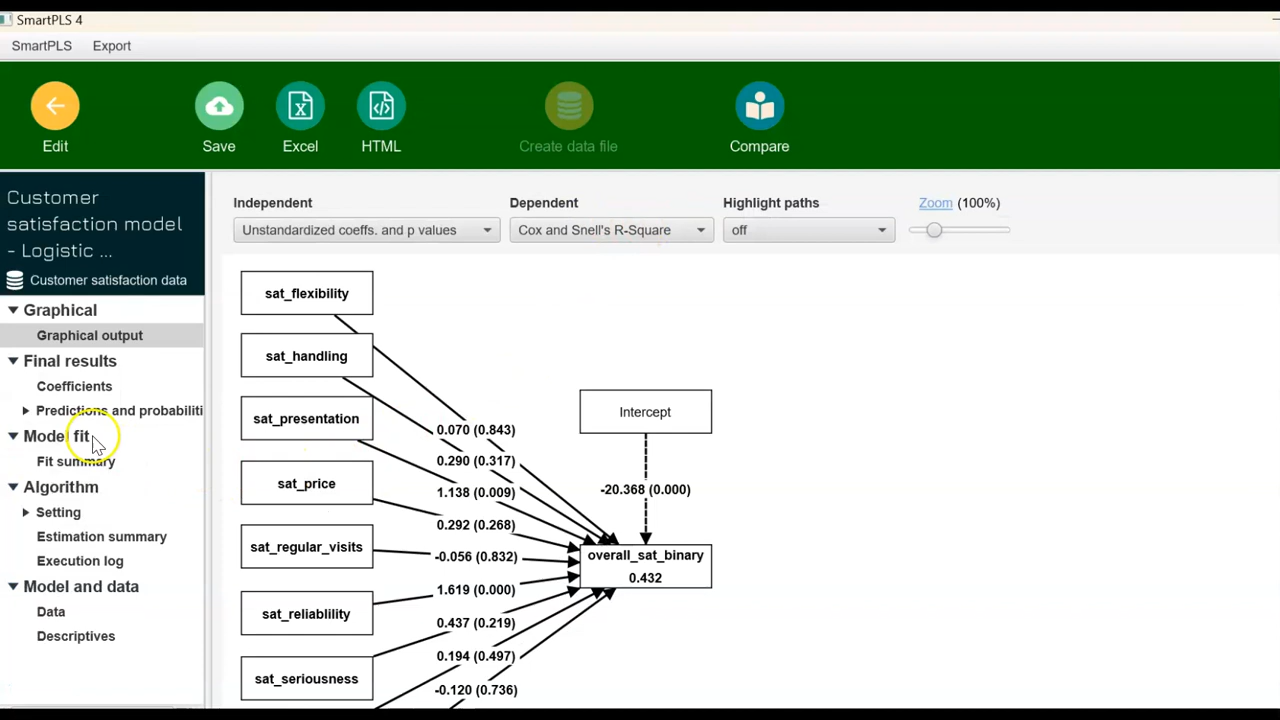 SmartPLS 4
SmartPLS Export
Edit Save Excel HTML Create data file Compare
Customer
satisfaction model
- Logistic ...
Customer satisfaction data
Graphical
Graphical output
Final results
Coefficients
Predictions and probabiliti
Model fit
Fit summary
Algorithm
Setting
Estimation summary
Execution log
Model and data
Data
Descriptives
Independent Dependent Highlight paths Zoom (100%)
Unstandardized coeffs. and p values Cox and Snell's R-Square off
sat_flexibility
sat_handling
sat_presentation
sat_price
sat_regular_visits
sat_reliablility
sat_seriousness
0.070 (0.843)
0.290 (0.317)
1.138 (0.009)
0.292 (0.268)
-0.056 (0.832)
1.619 (0.000)
0.437 (0.219)
0.194 (0.497)
-0.120 (0.736)
Intercept
-20.368 (0.000)
overall_sat_binary
0.432